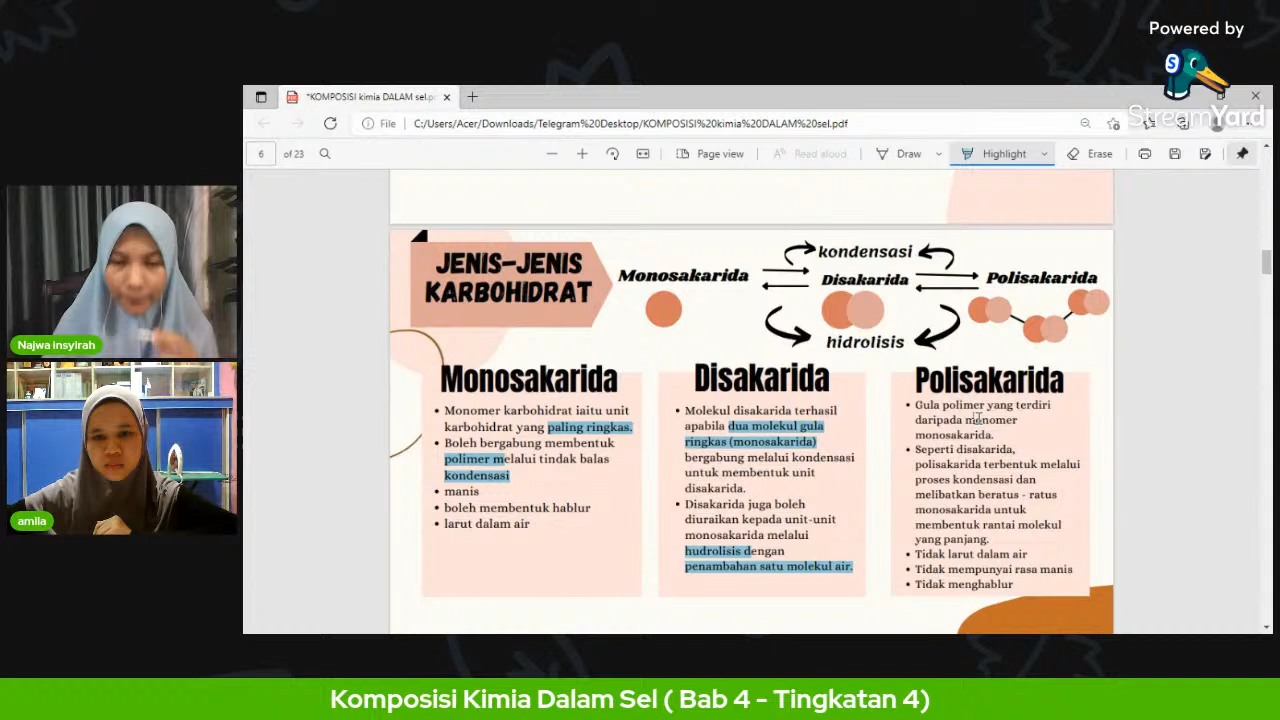 Powered by
StreamYard
*KOMPOSISI kimia DALAM sel.pd
File
C:/Users/Acer/Downloads/Telegram%20Desktop/KOMPOSISI%20kimia%20DALAM%20sel.pdf
6 of 23
Page view
Read aloud
Draw
Highlight
Erase
JENIS-JENIS
KARBOHIDRAT
kondensasi
Monosakarida
Disakarida
Polisakarida
hidrolisis
Monosakarida
• Monomer karbohidrat iaitu unit
karbohidrat yang paling ringkas.
• Boleh bergabung membentuk
polimer melalui tindak balas
kondensasi
• manis
• boleh membentuk hablur
• larut dalam air
Disakarida
• Molekul disakarida terhasil
apabila dua molekul gula
ringkas (monosakarida)
bergabung melalui kondensasi
untuk membentuk unit
disakarida.
• Disakarida juga boleh
diuraikan kepada unit-unit
monosakarida melalui
hudrolisis dengan
penambahan satu molekul air.
Polisakarida
• Gula polimer yang terdiri
daripada monomer
monosakarida.
• Seperti disakarida,
polisakarida terbentuk melalui
proses kondensasi dan
melibatkan beratus - ratus
monosakarida untuk
membentuk rantai molekul
yang panjang.
• Tidak larut dalam air
• Tidak mempunyai rasa manis
• Tidak menghablur
Najwa Insyirah
amila
Komposisi Kimia Dalam Sel ( Bab 4 - Tingkatan 4)